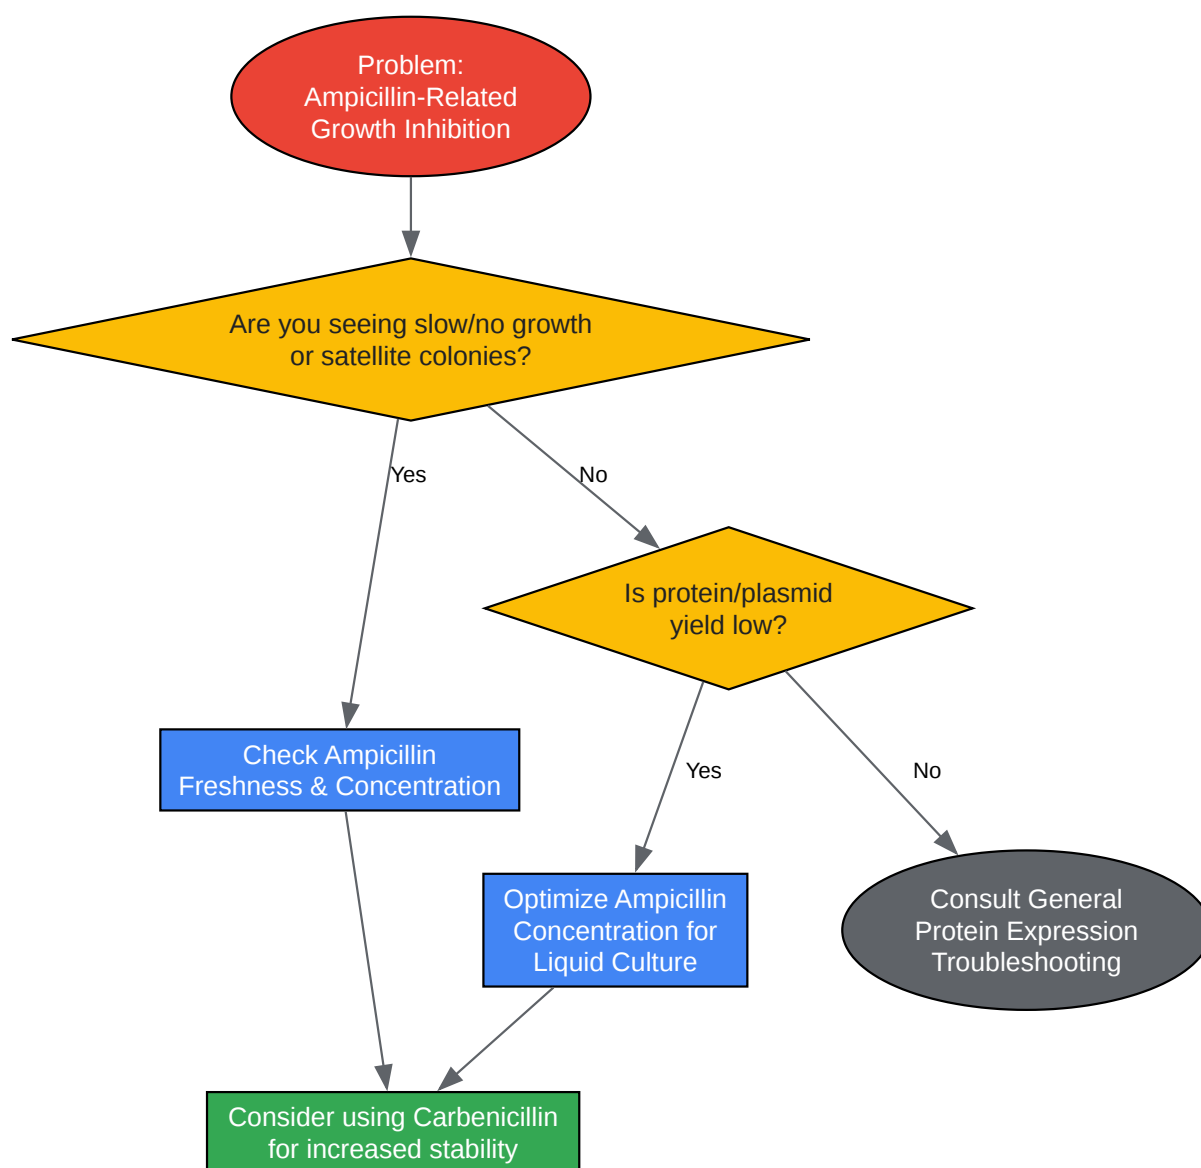 Problem:
Ampicillin-Related
Growth Inhibition
Are you seeing slow/no growth
or satellite colonies?
Yes
No
Is protein/plasmid
yield low?
Check Ampicillin
Freshness & Concentration
Yes
No
Optimize Ampicillin
Concentration for
Liquid Culture
Consult General
Protein Expression
Troubleshooting
Consider using Carbenicillin
for increased stability